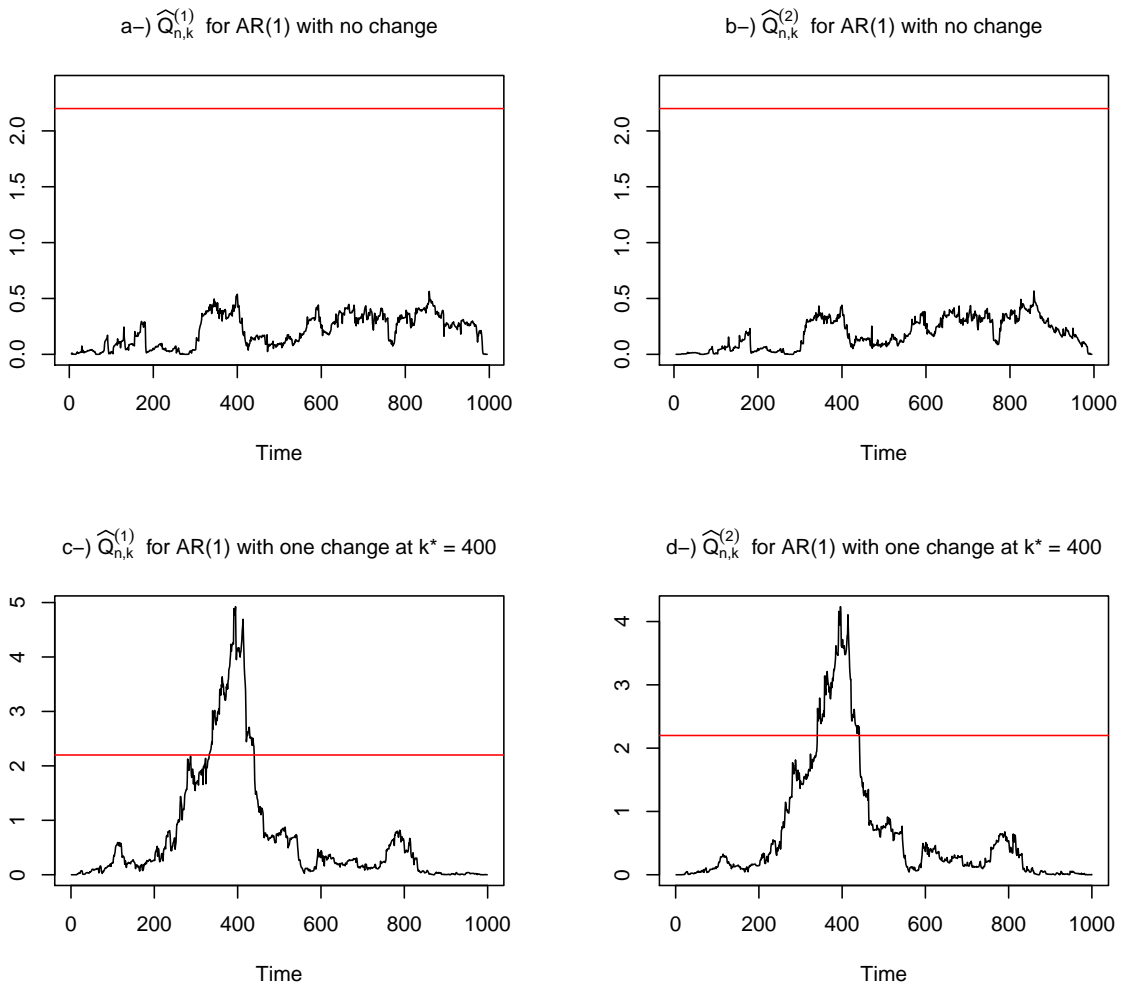 a−) Q̂n,k(1) for AR(1) with no change
2.0
1.5
1.0
0.5
0.0
0 200 400 600 800 1000
Time
b−) Q̂n,k(2) for AR(1) with no change
2.0
1.5
1.0
0.5
0.0
0 200 400 600 800 1000
Time
c−) Q̂n,k(1) for AR(1) with one change at k* = 400
5
4
3
2
1
0
0 200 400 600 800 1000
Time
d−) Q̂n,k(2) for AR(1) with one change at k* = 400
4
3
2
1
0
0 200 400 600 800 1000
Time